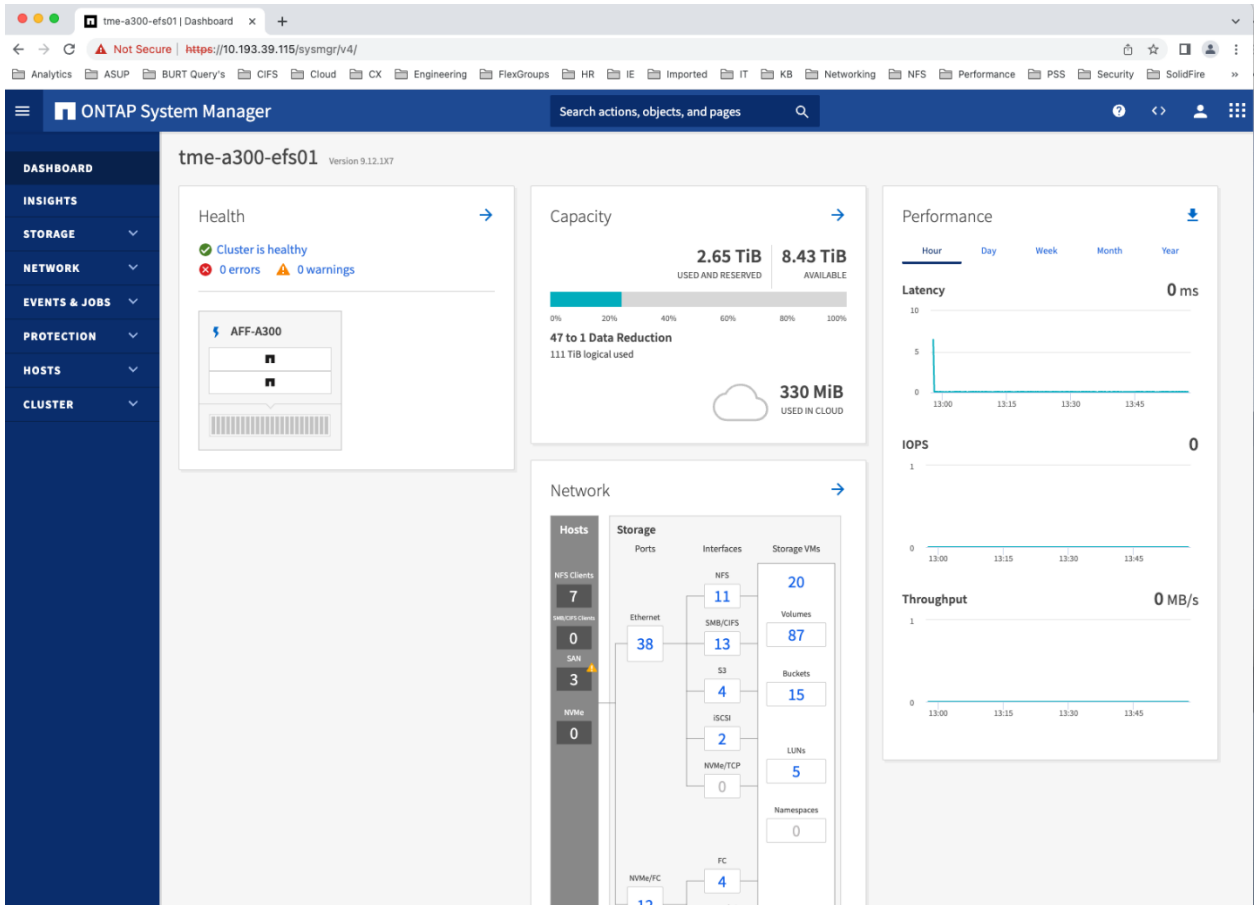 tme-a300-efs01 | Dashboard
Not Secure | https://10.193.39.115/sysmgr/v4/
Analytics ASUP BURT Query's CIFS Cloud CX Engineering FlexGroups HR IE Imported IT KB Networking NFS Performance PSS Security SolidFire »
ONTAP System Manager
Search actions, objects, and pages
DASHBOARD
INSIGHTS
STORAGE
NETWORK
EVENTS & JOBS
PROTECTION
HOSTS
CLUSTER
tme-a300-efs01 Version 9.12.1X7
Health
Cluster is healthy
0 errors 0 warnings
AFF-A300
Capacity
2.65 TiB 8.43 TiB
USED AND RESERVED AVAILABLE
0% 20% 40% 60% 80% 100%
47 to 1 Data Reduction
111 TiB logical used
330 MiB
USED IN CLOUD
Network
Hosts
NFS Clients
7
SMB/CIFS Clients
0
SAN
3
NVMe
0
Storage
Ports Interfaces Storage VMs
Ethernet
38
NVMe/FC
12
NFS
11
SMB/CIFS
13
S3
4
iSCSI
2
NVMe/TCP
0
FC
4
20
Volumes
87
Buckets
15
LUNs
5
Namespaces
0
Performance
Hour Day Week Month Year
Latency 0 ms
10
5
0
13:00 13:15 13:30 13:45
IOPS 0
1
0
13:00 13:15 13:30 13:45
Throughput 0 MB/s
1
0
13:00 13:15 13:30 13:45